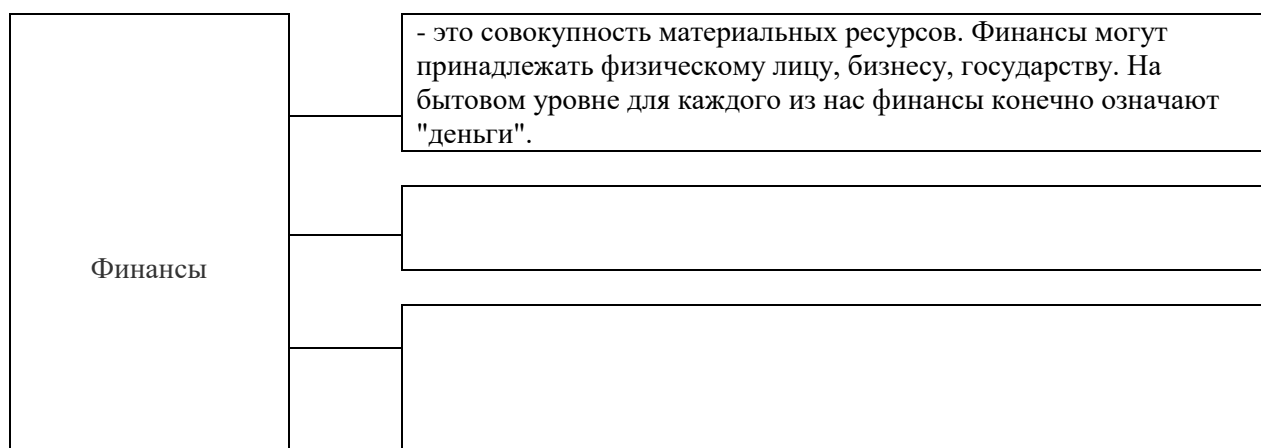 - это совокупность материальных ресурсов. Финансы могут
принадлежать физическому лицу, бизнесу, государству. На
бытовом уровне для каждого из нас финансы конечно означают
"деньги".
Финансы